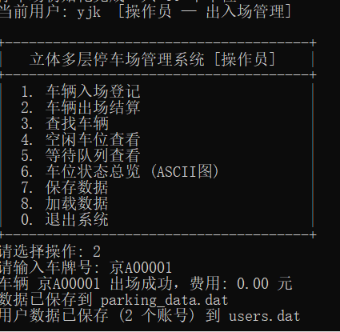 当前用户: yjk  [操作员 — 出入场管理]
立体多层停车场管理系统 [操作员]
1. 车辆入场登记
2. 车辆出场结算
3. 查找车辆
4. 空闲车位查看
5. 等待队列查看
6. 车位状态总览 (ASCII图)
7. 保存数据
8. 加载数据
0. 退出系统
请选择操作: 2
请输入车牌号: 京A00001
车辆 京A00001 出场成功，费用: 0.00 元
数据已保存到 parking_data.dat
用户数据已保存 (2 个账号) 到 users.dat